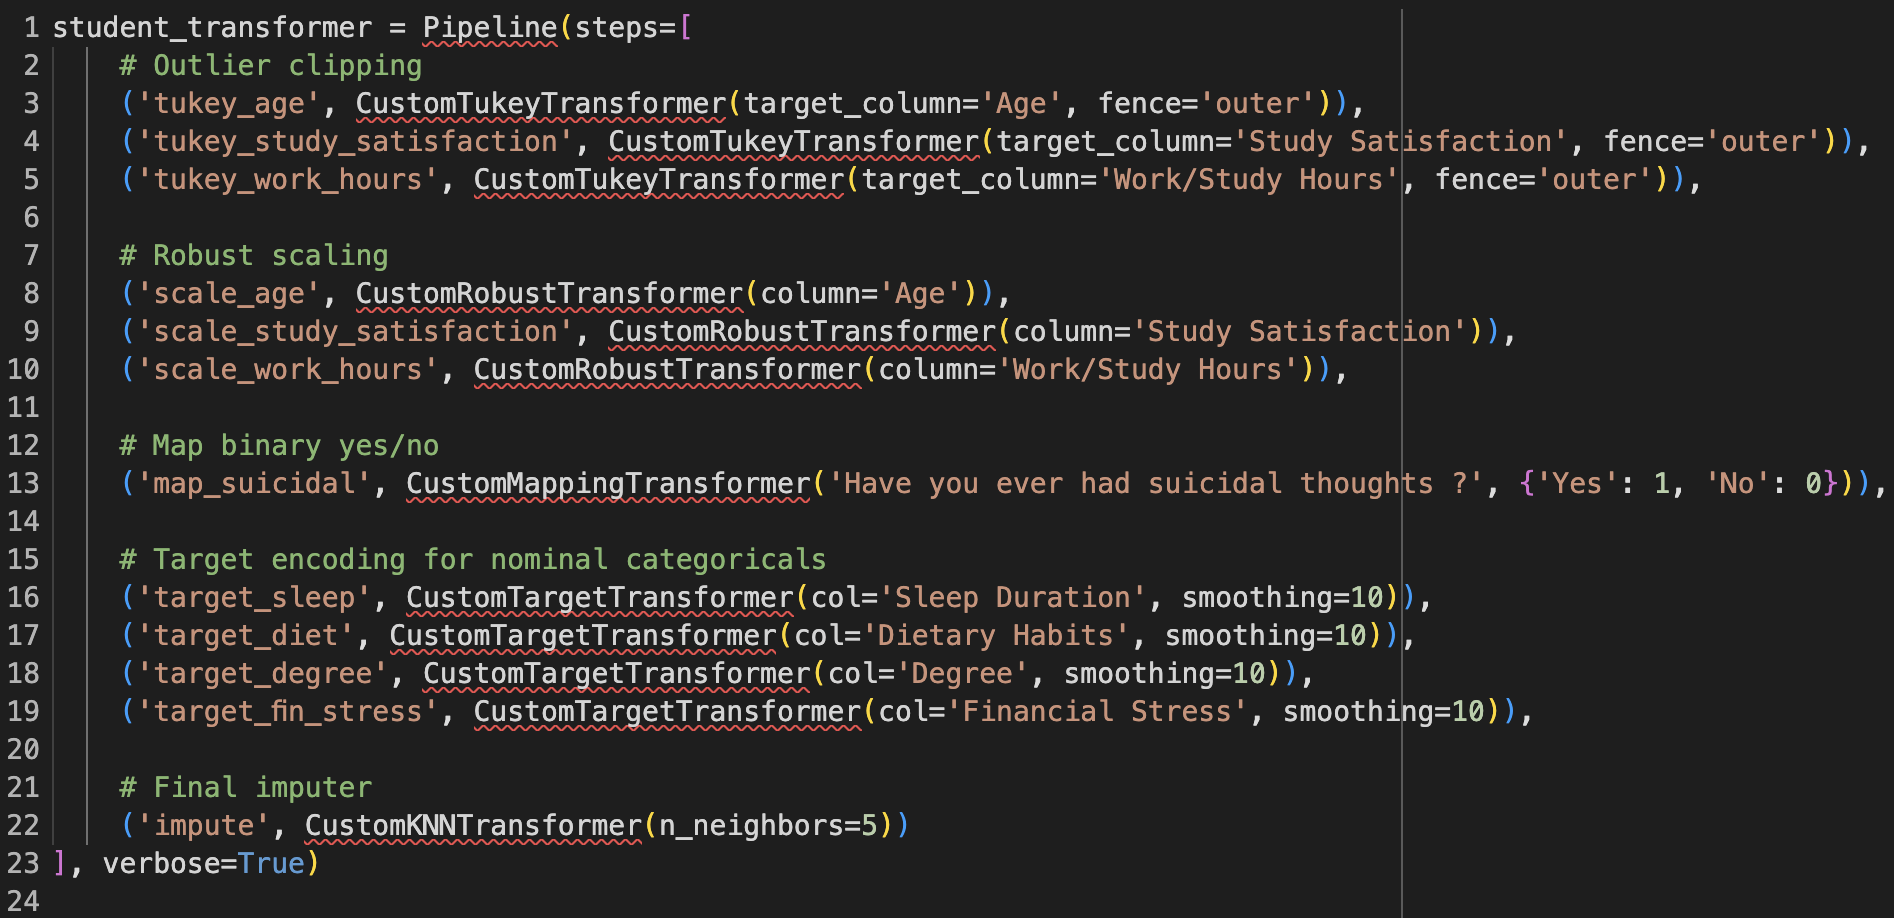 1 student_transformer = Pipeline(steps=[
2 # Outlier clipping
3 ('tukey_age', CustomTukeyTransformer(target_column='Age', fence='outer')),
4 ('tukey_study_satisfaction', CustomTukeyTransformer(target_column='Study Satisfaction', fence='outer')),
5 ('tukey_work_hours', CustomTukeyTransformer(target_column='Work/Study Hours', fence='outer')),
6
7 # Robust scaling
8 ('scale_age', CustomRobustTransformer(column='Age')),
9 ('scale_study_satisfaction', CustomRobustTransformer(column='Study Satisfaction')),
10 ('scale_work_hours', CustomRobustTransformer(column='Work/Study Hours')),
11
12 # Map binary yes/no
13 ('map_suicidal', CustomMappingTransformer('Have you ever had suicidal thoughts ?', {'Yes': 1, 'No': 0})),
14
15 # Target encoding for nominal categoricals
16 ('target_sleep', CustomTargetTransformer(col='Sleep Duration', smoothing=10)),
17 ('target_diet', CustomTargetTransformer(col='Dietary Habits', smoothing=10)),
18 ('target_degree', CustomTargetTransformer(col='Degree', smoothing=10)),
19 ('target_fin_stress', CustomTargetTransformer(col='Financial Stress', smoothing=10)),
20
21 # Final imputer
22 ('impute', CustomKNNTransformer(n_neighbors=5))
23 ], verbose=True)
24